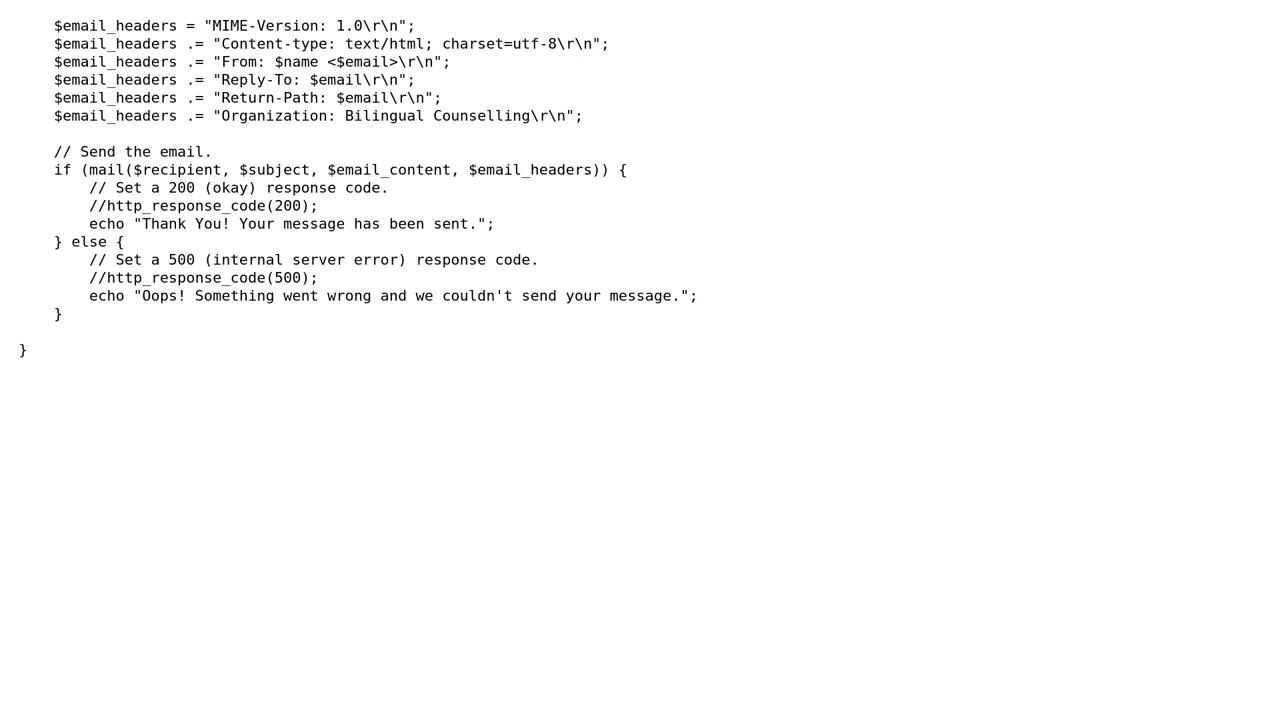 $email_headers = "MIME-Version: 1.0\r\n";
$email_headers .= "Content-type: text/html; charset=utf-8\r\n";
$email_headers .= "From: $name <$email>\r\n";
$email_headers .= "Reply-To: $email\r\n";
$email_headers .= "Return-Path: $email\r\n";
$email_headers .= "Organization: Bilingual Counselling\r\n";

// Send the email.
if (mail($recipient, $subject, $email_content, $email_headers)) {
    // Set a 200 (okay) response code.
    //http_response_code(200);
    echo "Thank You! Your message has been sent.";
} else {
    // Set a 500 (internal server error) response code.
    //http_response_code(500);
    echo "Oops! Something went wrong and we couldn't send your message.";
}

}